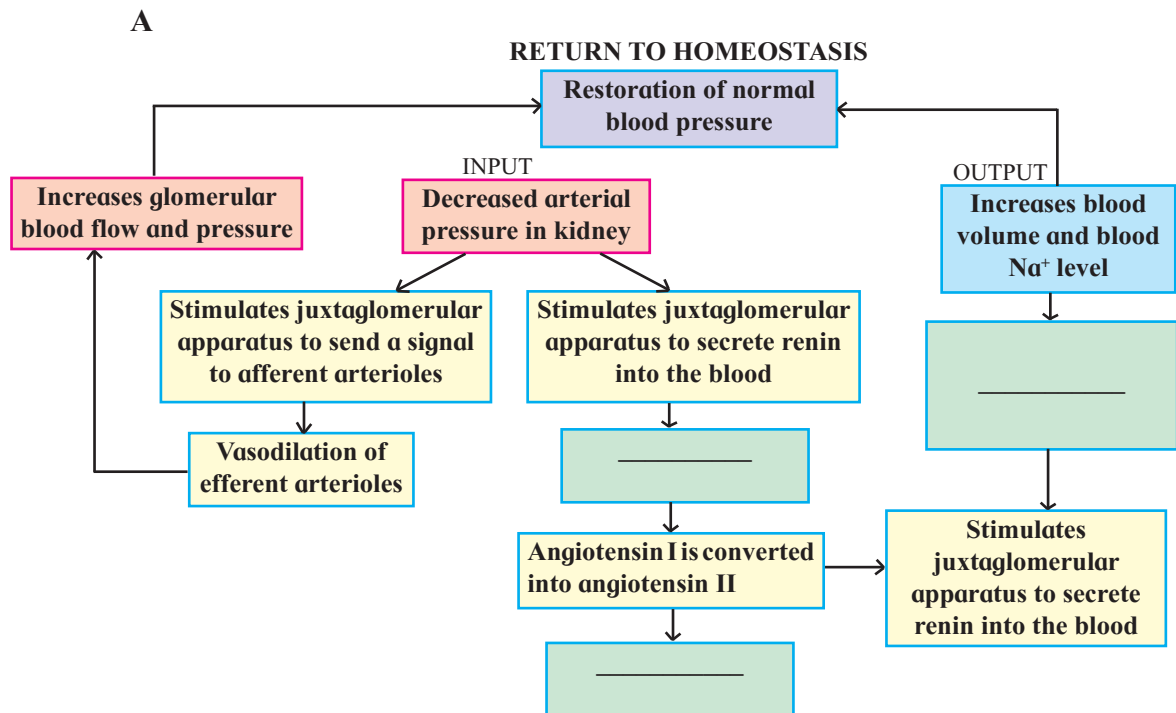 A
RETURN TO HOMEOSTASIS
Restoration of normal
blood pressure
INPUT
OUTPUT
Increases glomerular
blood flow and pressure
Decreased arterial
pressure in kidney
Increases blood
volume and blood
Na⁺ level
Stimulates juxtaglomerular
apparatus to send a signal
to afferent arterioles
Stimulates juxtaglomerular
apparatus to secrete renin
into the blood
Vasodilation of
efferent arterioles
Angiotensin I is converted
into angiotensin II
Stimulates
juxtaglomerular
apparatus to secrete
renin into the blood